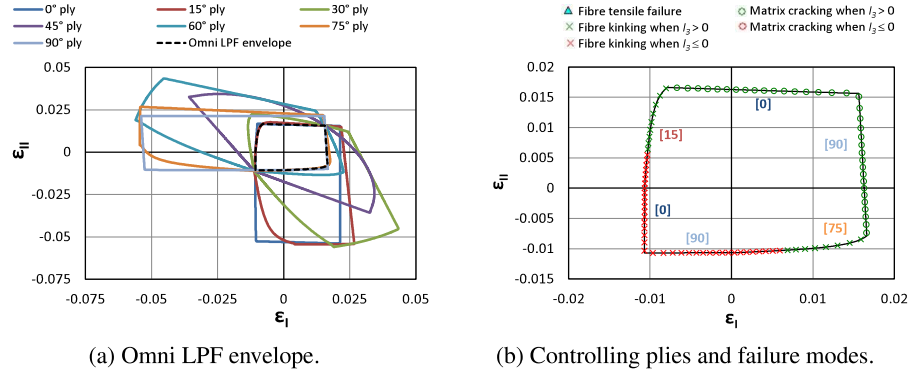 0° ply
15° ply
30° ply
45° ply
60° ply
75° ply
90° ply
Omni LPF envelope
0.05
0.025
0
-0.025
-0.05
-0.075
-0.075
-0.05
-0.025
0
0.025
0.05
ε_II
ε_I
(a) Omni LPF envelope.
Fibre tensile failure
Fibre kinking when I₃ > 0
Fibre kinking when I₃ ≤ 0
Matrix cracking when I₃ > 0
Matrix cracking when I₃ ≤ 0
0.02
0.015
0.01
0.005
0
-0.005
-0.01
-0.015
-0.02
-0.01
0
0.01
0.02
ε_II
ε_I
[0]
[15]
[90]
[0]
[75]
[90]
(b) Controlling plies and failure modes.